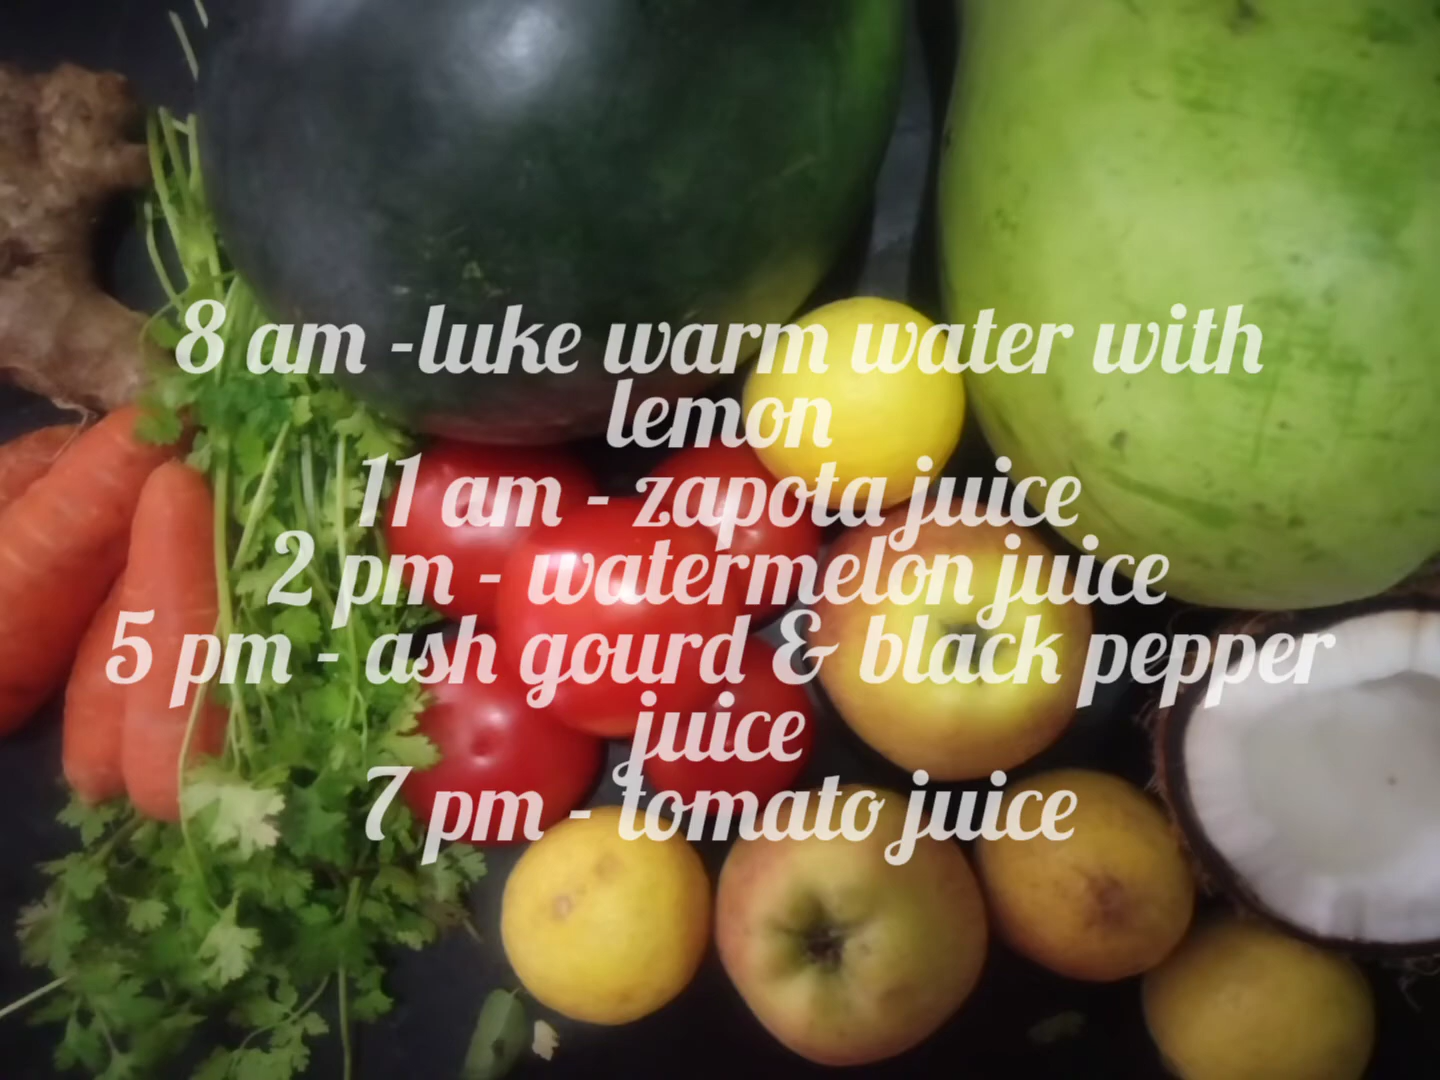 8 am -luke warm water with
lemon
11 am - zapota juice
2 pm - watermelon juice
5 pm - ash gourd & black pepper
juice
7 pm - tomato juice